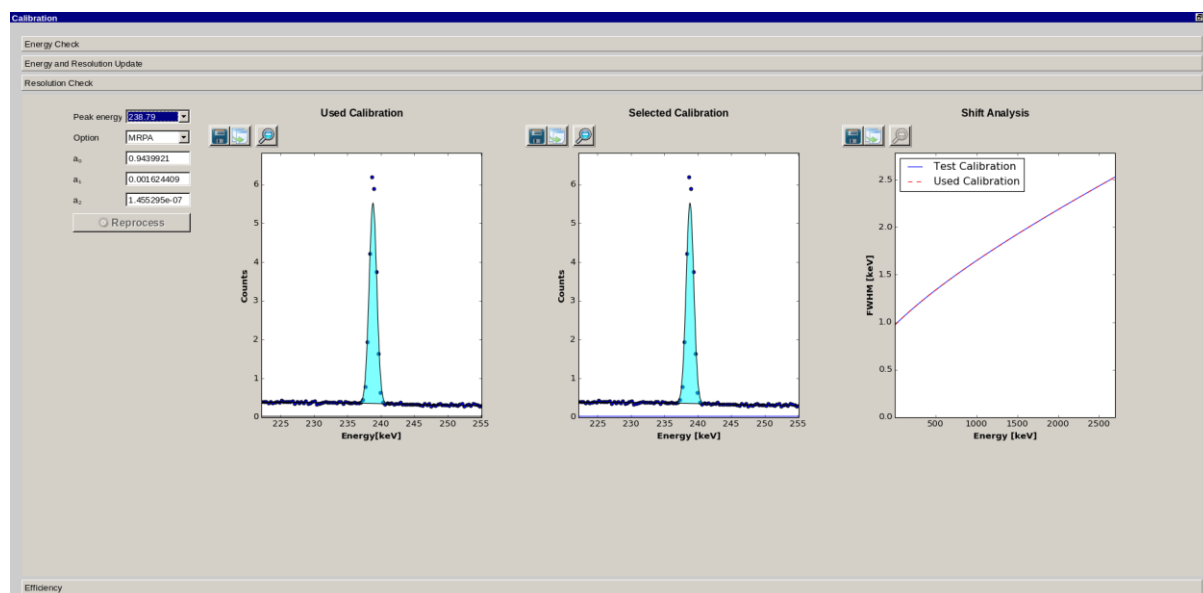 Calibration
Energy Check
Energy and Resolution Update
Resolution Check
Peak energy 238.79
Option MRPA
a₀ 0.9439921
a₁ 0.001624409
a₂ 1.455295e-07
Reprocess
Used Calibration
Counts
6
5
4
3
2
1
0
225 230 235 240 245 250 255
Energy[keV]
Selected Calibration
Counts
6
5
4
3
2
1
0
225 230 235 240 245 250 255
Energy [keV]
Shift Analysis
Test Calibration
Used Calibration
FWHM [keV]
2.5
2.0
1.5
1.0
0.5
0.0
500 1000 1500 2000 2500
Energy [keV]
Efficiency